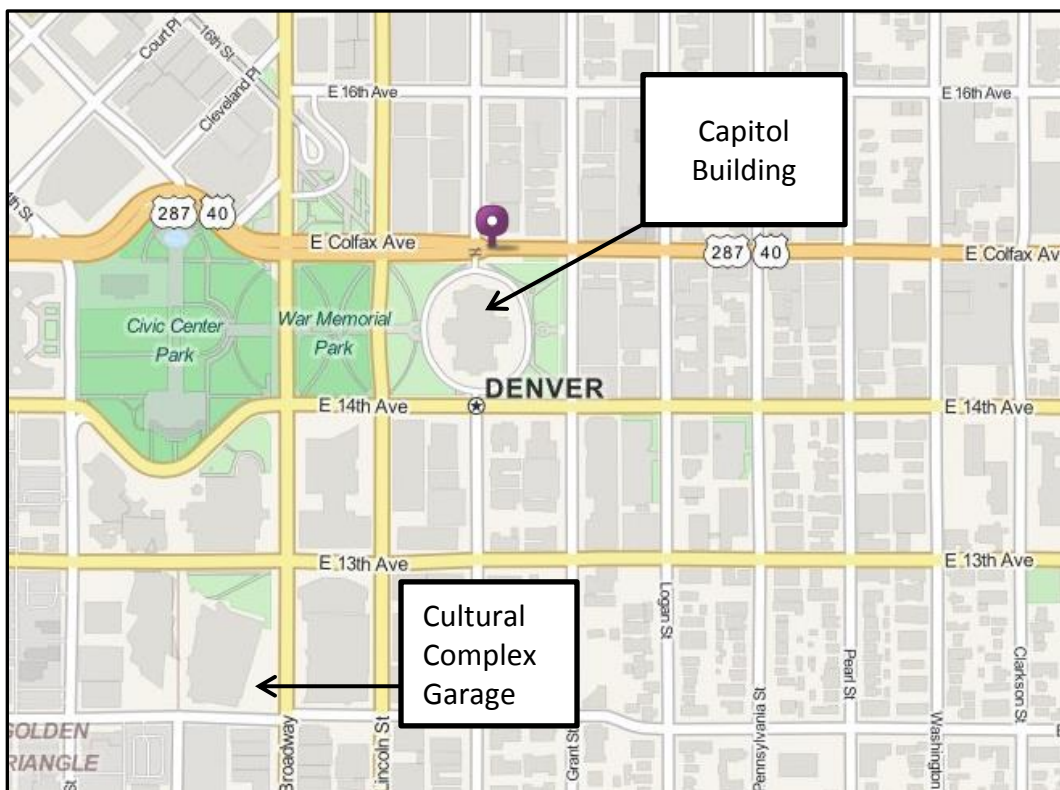 Court Pl
16th St
Cleveland Pl
E 16th Ave
E 16th Ave
Capitol
Building
287
40
E Colfax Ave
287
40
E Colfax Av
Civic Center
Park
War Memorial
Park
DENVER
E 14th Ave
E 14th Ave
E 13th Ave
E 13th Ave
Cultural
Complex
Garage
GOLDEN
RIANGLE
Broadway
Lincoln St
Grant St
Logan St
Pennsylvania St
Pearl St
Washington
Clarkson St
St